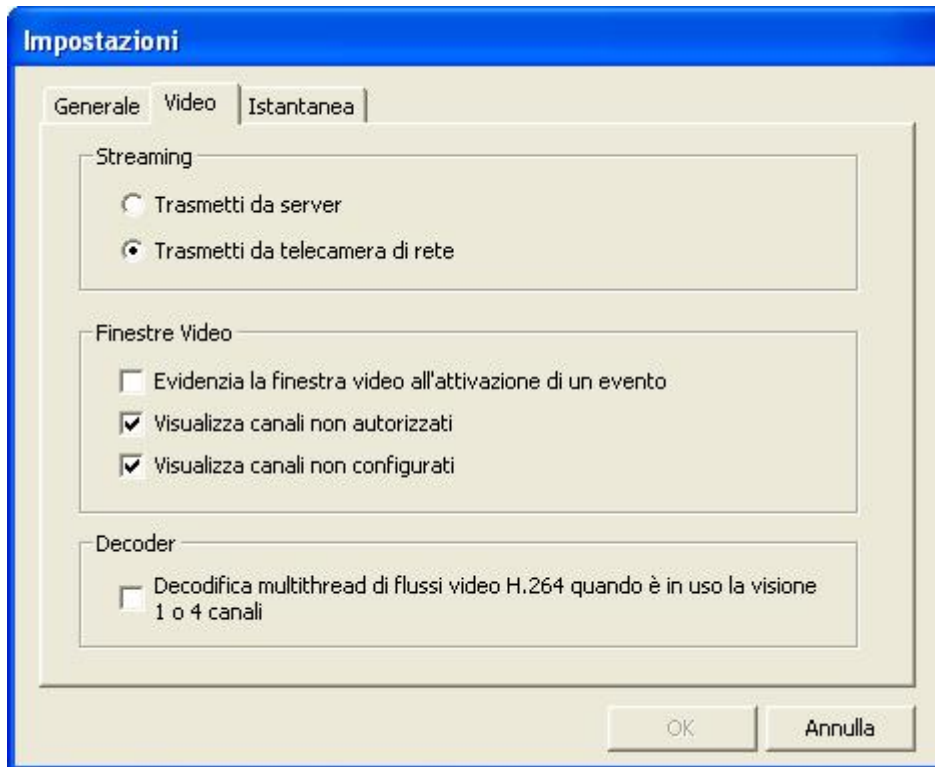 Impostazioni
Generale Video Istantanea
Streaming
Trasmetti da server
Trasmetti da telecamera di rete
Finestre Video
Evidenzia la finestra video all'attivazione di un evento
Visualizza canali non autorizzati
Visualizza canali non configurati
Decoder
Decodifica multithread di flussi video H.264 quando è in uso la visione
1 o 4 canali
OK Annulla